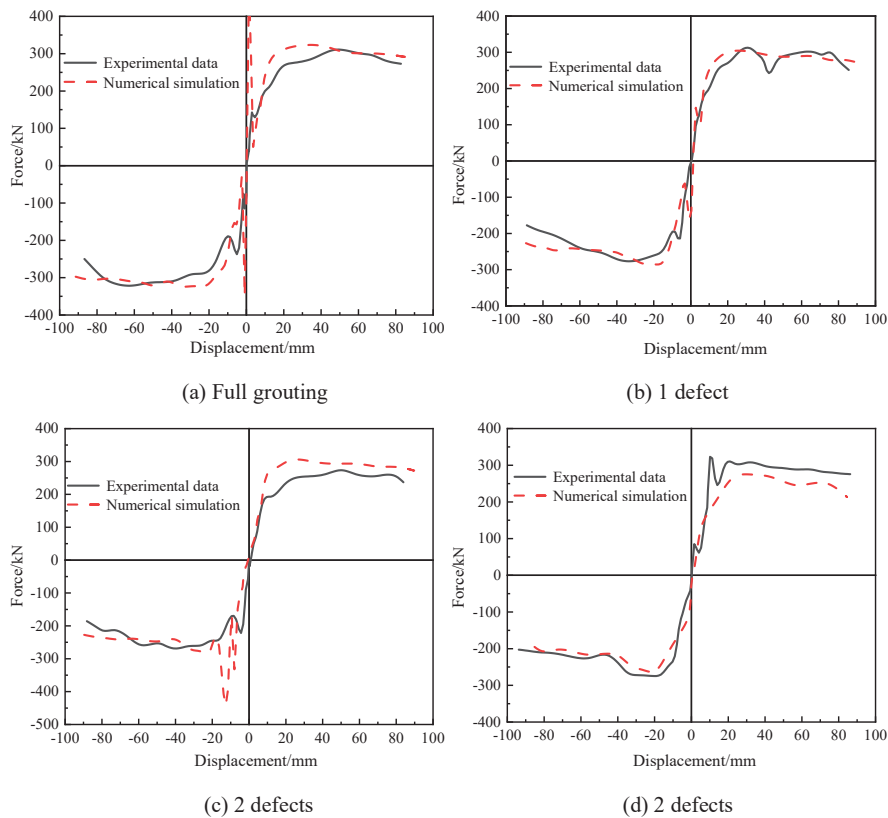 400
300
200
100
0
-100
-200
-300
-400
Force/kN
Experimental data
Numerical simulation
-100 -80 -60 -40 -20 0 20 40 60 80 100
Displacement/mm
(a) Full grouting
400
300
200
100
0
-100
-200
-300
-400
Force/kN
Experimental data
Numerical simulation
-100 -80 -60 -40 -20 0 20 40 60 80 100
Displacement/mm
(b) 1 defect
400
300
200
100
0
-100
-200
-300
-400
-500
Force/kN
Experimental data
Numerical simulation
-100 -80 -60 -40 -20 0 20 40 60 80 100
Displacement/mm
(c) 2 defects
400
300
200
100
0
-100
-200
-300
-400
Force/kN
Experimental data
Numerical simulation
-100 -80 -60 -40 -20 0 20 40 60 80 100
Displacement/mm
(d) 2 defects